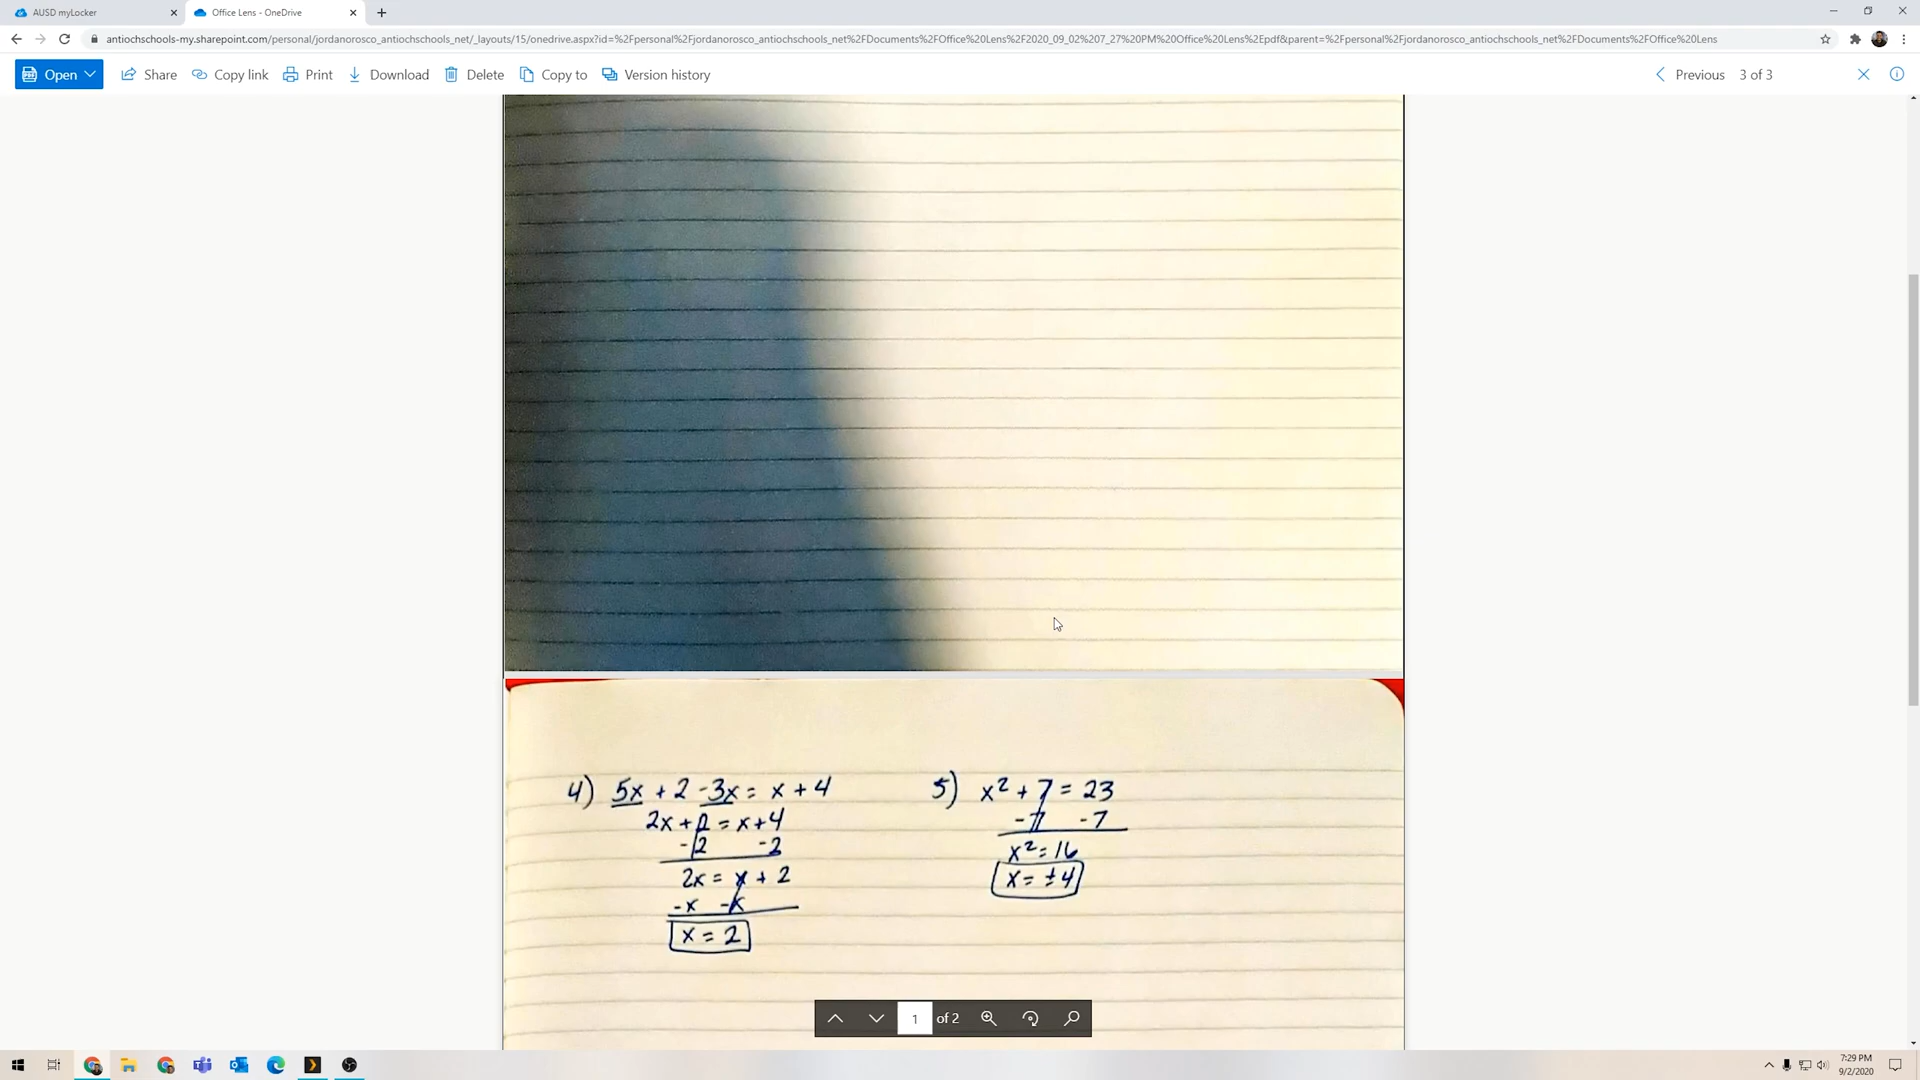 AUSD myLocker
Office Lens - OneDrive
antiochschools-my.sharepoint.com/personal/jordanorosco_antiochschools_net/_layouts/15/onedrive.aspx?id=%2Fpersonal%2Fjordanorosco_antiochschools_net%2FDocuments%2FOffice%20Lens%2F2020_09_02%207_27%20PM%20Office%20Lens%2Epdf&parent=%2Fpersonal%2Fjordanorosco_antiochschools_net%2FDocuments%2FOffice%20Lens
Open Share Copy link Print Download Delete Copy to Version history Previous 3 of 3
4) 5x + 2 - 3x = x + 4
2x + 2 = x + 4
-2 -2
2x = x + 2
-x -x
x = 2
5) x² + 7 = 23
-7 -7
x² = 16
x = ±4
1 of 2
7:29 PM
9/2/2020